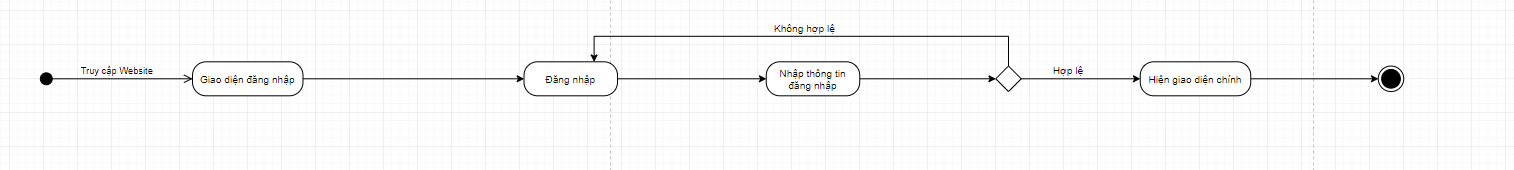 Không hợp lệ
Truy cập Website
Giao diện đăng nhập
Đăng nhập
Nhập thông tin
đăng nhập
Hợp lệ
Hiện giao diện chính